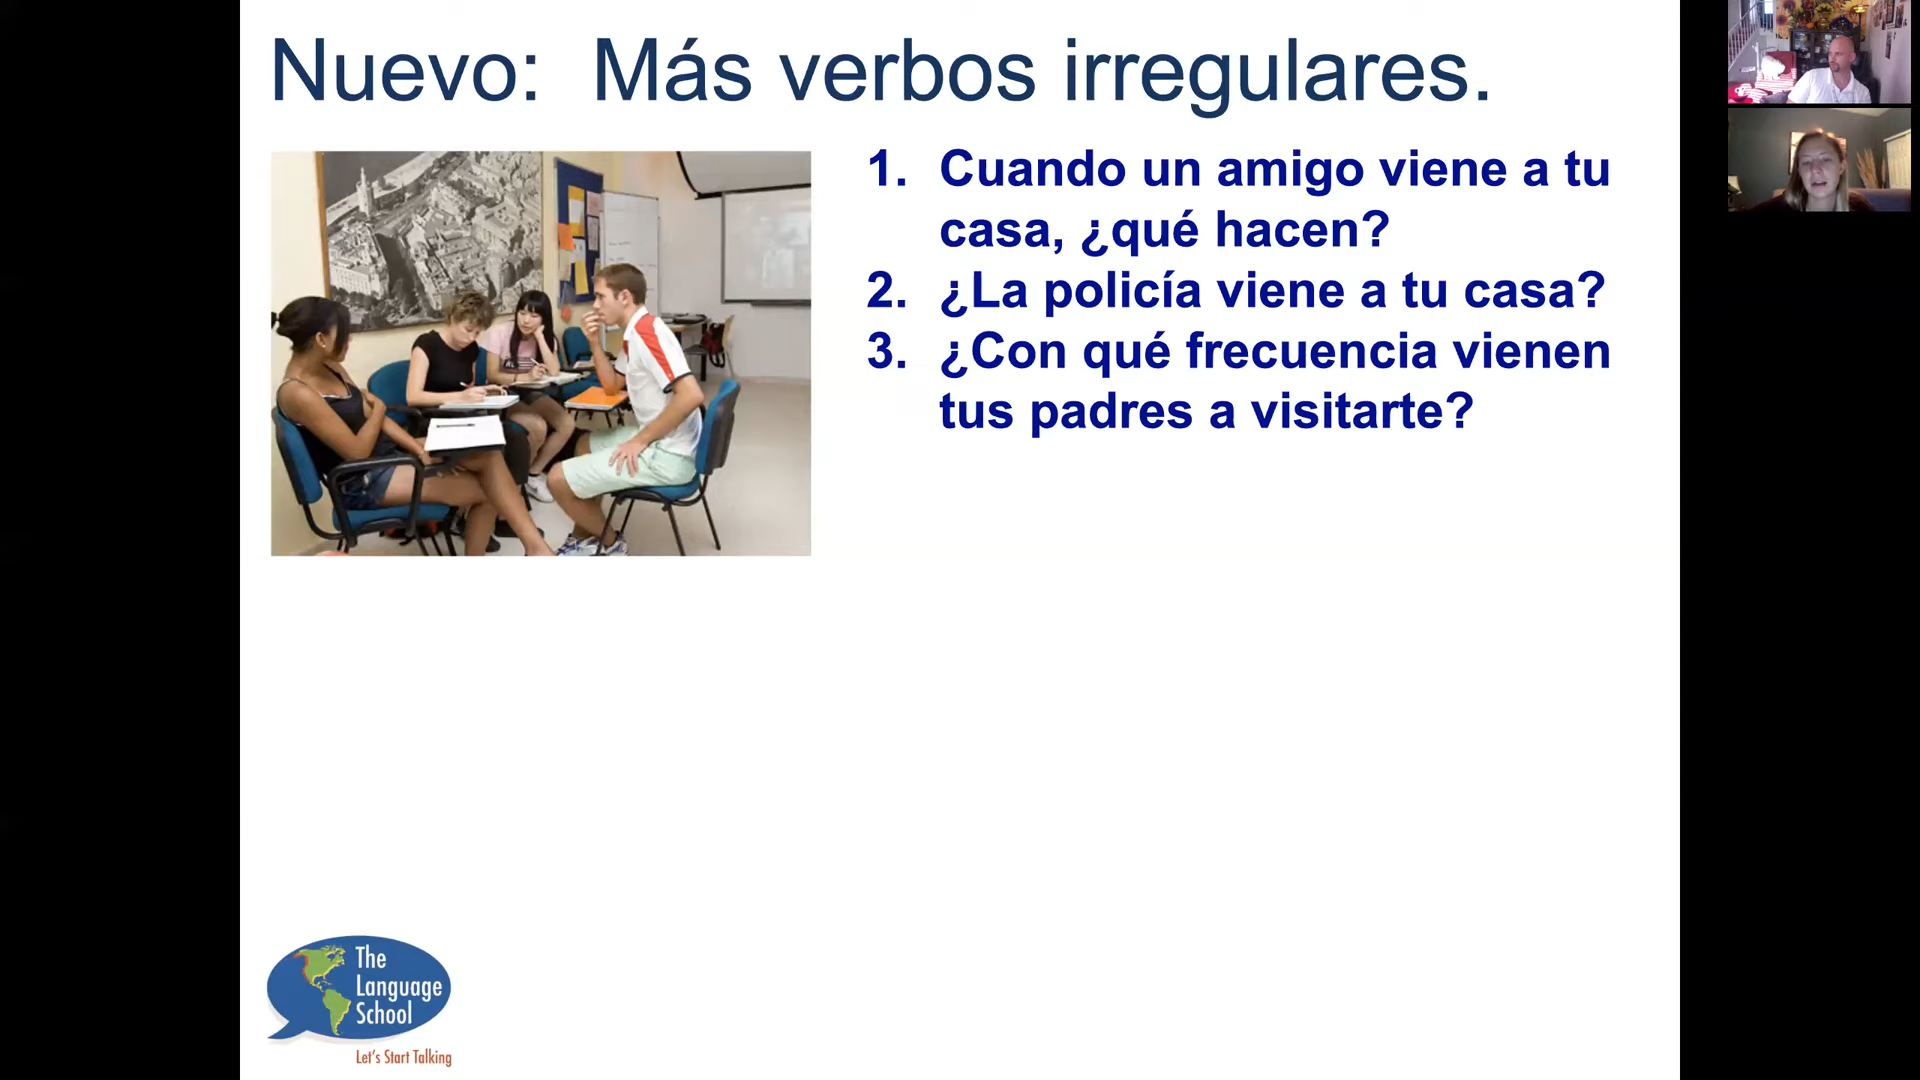 Nuevo: Más verbos irregulares.
1. Cuando un amigo viene a tu
casa, ¿qué hacen?
2. ¿La policía viene a tu casa?
3. ¿Con qué frecuencia vienen
tus padres a visitarte?
The
Language
School
Let's Start Talking